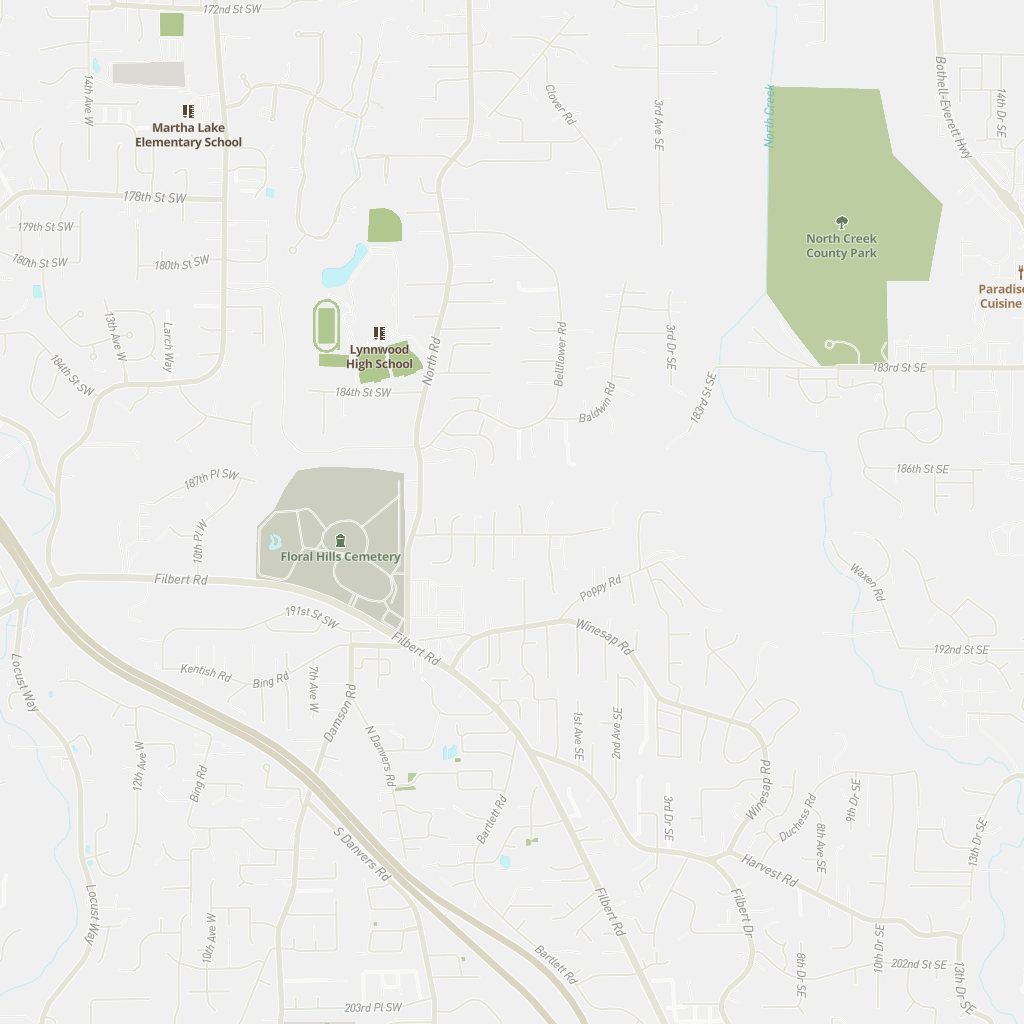 172nd St SW
14th Ave W
Martha Lake
Elementary School
178th St SW
179th St SW
180th St SW
180th St SW
13th Ave W
Larch Way
184th St SW
Clover Rd
3rd Ave SE
North Creek
Bothell-Everett Hwy
14th Dr SE
North Creek
County Park
Paradise
Cuisine
Lynnwood
High School
184th St SW
North Rd
Bellflower Rd
3rd Dr SE
Baldwin Rd
183rd St SE
183rd St SE
186th St SE
187th Pl SW
10th Pl W
Floral Hills Cemetery
Filbert Rd
191st St SW
Filbert Rd
Poppy Rd
Winesap Rd
Waxen Rd
192nd St SE
Locust Way
Kentish Rd
Bing Rd
7th Ave W
Damson Rd
N Danvers Rd
1st Ave SE
2nd Ave SE
12th Ave W
Bing Rd
Bartlett Rd
3rd Dr SE
Winesap Rd
Duchess Rd
9th Dr SE
8th Ave SE
13th Dr SE
S Danvers Rd
Harvest Rd
Locust Way
10th Ave W
Filbert Rd
Filbert Dr
Bartlett Rd
8th Dr SE
10th Dr SE
202nd St SE
13th Dr SE
203rd Pl SW